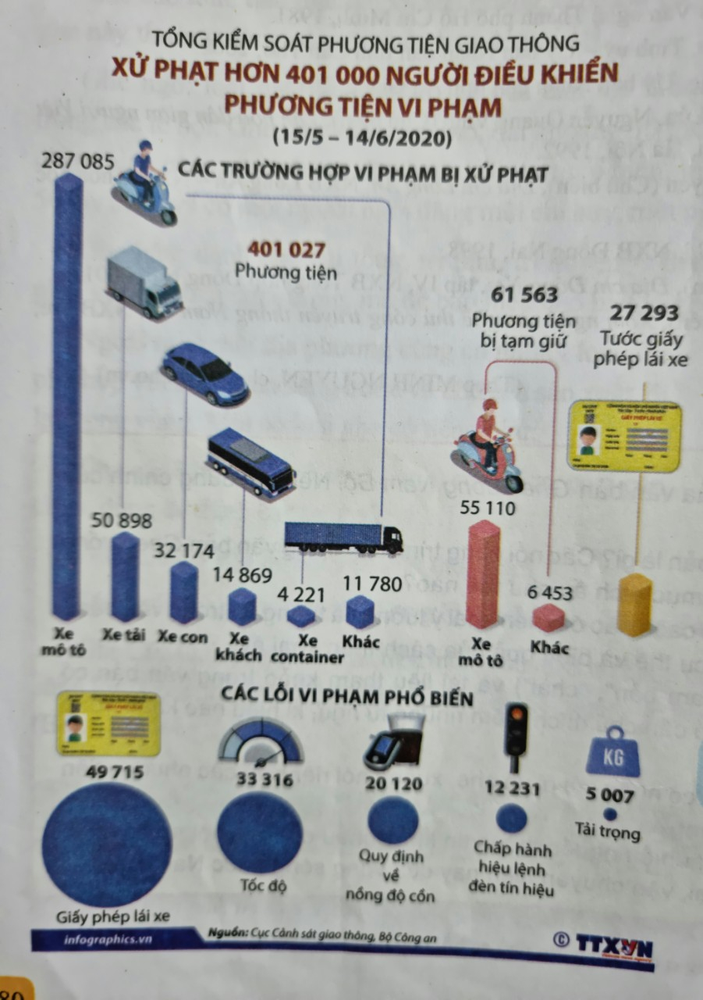 TỔNG KIỂM SOÁT PHƯƠNG TIỆN GIAO THÔNG
XỬ PHẠT HƠN 401 000 NGƯỜI ĐIỀU KHIỂN
PHƯƠNG TIỆN VI PHẠM
(15/5 – 14/6/2020)
CÁC TRƯỜNG HỢP VI PHẠM BỊ XỬ PHẠT
287 085
401 027
Phương tiện
50 898
32 174
14 869
4 221
11 780
Xe
mô tô
Xe tải
Xe con
Xe
khách
Xe
container
Khác
61 563
Phương tiện
bị tạm giữ
55 110
6 453
Xe
mô tô
Khác
27 293
Tước giấy
phép lái xe
GIẤY PHÉP LÁI XE
CÁC LỖI VI PHẠM PHỔ BIẾN
49 715
Giấy phép lái xe
33 316
Tốc độ
20 120
Quy định
về
nồng độ cồn
12 231
Chấp hành
hiệu lệnh
đèn tín hiệu
KG
5 007
Tải trọng
infographics.vn
Nguồn: Cục Cảnh sát giao thông, Bộ Công an
© TTXVN
80